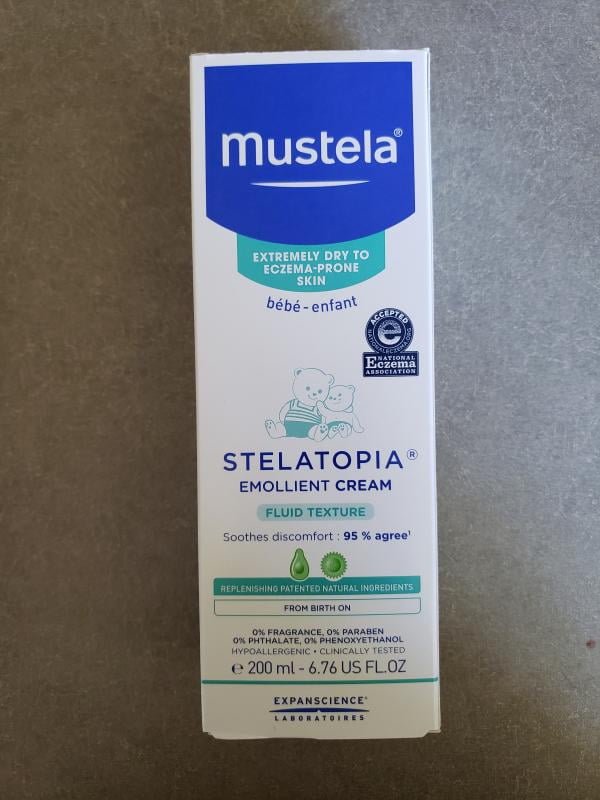 mustela®
EXTREMELY DRY TO
ECZEMA-PRONE
SKIN
bébé-enfant
ACCEPTED
NATIONALECZEMA.ORG
NATIONAL
Eczema
ASSOCIATION
STELATOPIA®
EMOLLIENT CREAM
FLUID TEXTURE
Soothes discomfort : 95 % agree¹
REPLENISHING PATENTED NATURAL INGREDIENTS
FROM BIRTH ON
0% FRAGRANCE, 0% PARABEN
0% PHTHALATE, 0% PHENOXYETHANOL
HYPOALLERGENIC • CLINICALLY TESTED
℮ 200 ml - 6.76 US FL.OZ
EXPANSCIENCE®
LABORATOIRES